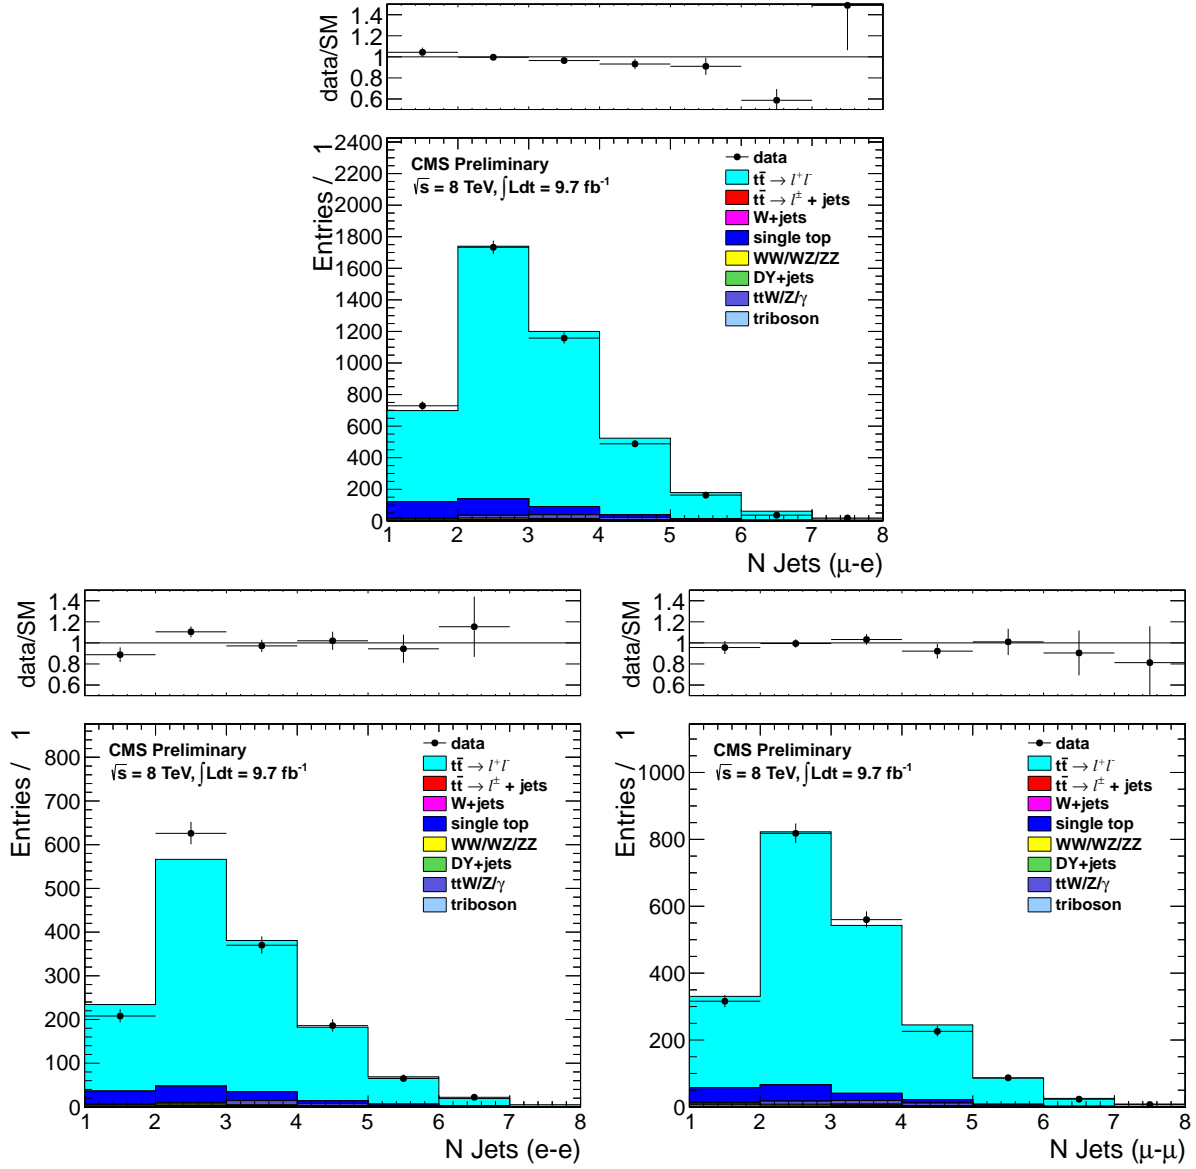 data/SM
1.4
1.2
1
0.8
0.6
Entries / 1
2400
2200
2000
1800
1600
1400
1200
1000
800
600
400
200
0
CMS Preliminary
√s = 8 TeV, ∫Ldt = 9.7 fb⁻¹
data
tt̄ → l⁺l⁻
tt̄ → l± + jets
W+jets
single top
WW/WZ/ZZ
DY+jets
ttW/Z/γ
triboson
1 2 3 4 5 6 7 8
N Jets (μ-e)
data/SM
1.4
1.2
1
0.8
0.6
Entries / 1
800
700
600
500
400
300
200
100
0
CMS Preliminary
√s = 8 TeV, ∫Ldt = 9.7 fb⁻¹
data
tt̄ → l⁺l⁻
tt̄ → l± + jets
W+jets
single top
WW/WZ/ZZ
DY+jets
ttW/Z/γ
triboson
1 2 3 4 5 6 7 8
N Jets (e-e)
data/SM
1.4
1.2
1
0.8
0.6
Entries / 1
1000
800
600
400
200
0
CMS Preliminary
√s = 8 TeV, ∫Ldt = 9.7 fb⁻¹
data
tt̄ → l⁺l⁻
tt̄ → l± + jets
W+jets
single top
WW/WZ/ZZ
DY+jets
ttW/Z/γ
triboson
1 2 3 4 5 6 7 8
N Jets (μ-μ)